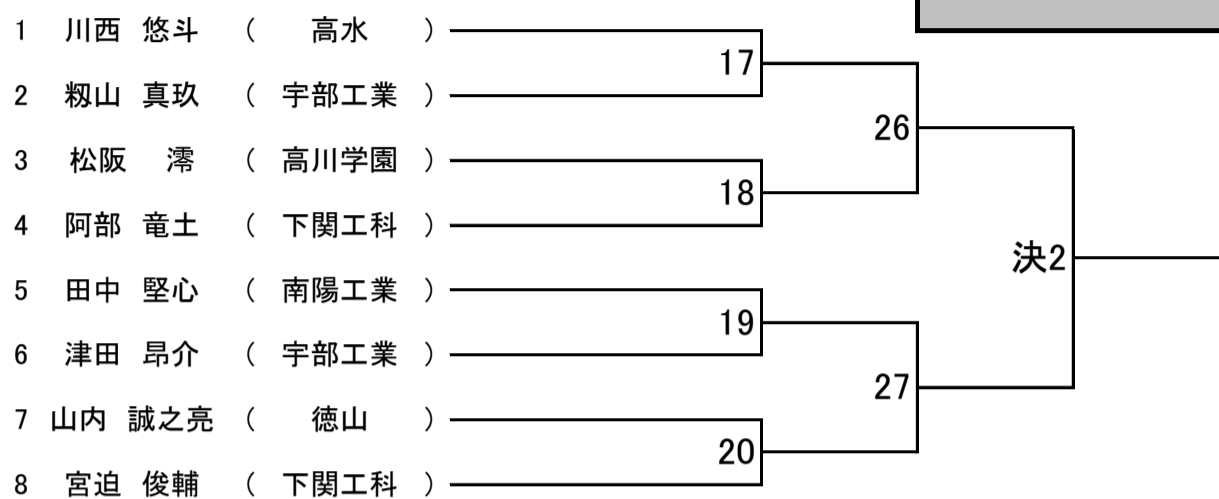 1 川西 悠斗 ( 高水 )
17
2 籾山 真玖 ( 宇部工業 )
26
3 松阪 澪 ( 高川学園 )
18
4 阿部 竜土 ( 下関工科 )
決2
5 田中 堅心 ( 南陽工業 )
19
6 津田 昂介 ( 宇部工業 )
27
7 山内 誠之亮 ( 徳山 )
20
8 宮迫 俊輔 ( 下関工科 )